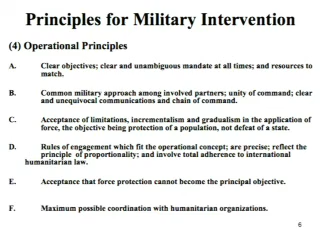 Principles for Military Intervention
(4) Operational Principles
A. Clear objectives; clear and unambiguous mandate at all times; and resources to
match.
B. Common military approach among involved partners; unity of command; clear
and unequivocal communications and chain of command.
C. Acceptance of limitations, incrementalism and gradualism in the application of
force, the objective being protection of a population, not defeat of a state.
D. Rules of engagement which fit the operational concept; are precise; reflect the
principle of proportionality; and involve total adherence to international
humanitarian law.
E. Acceptance that force protection cannot become the principal objective.
F. Maximum possible coordination with humanitarian organizations.
6